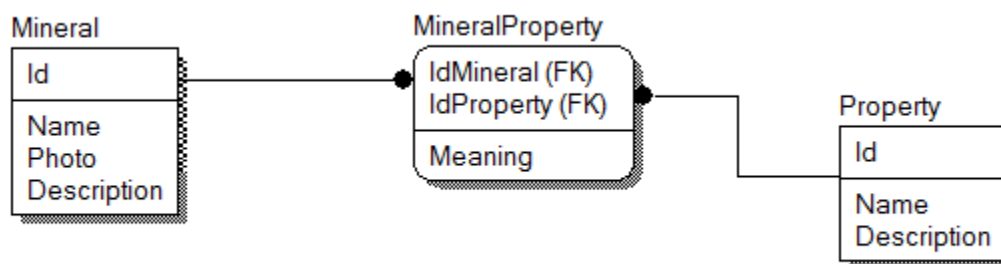 Mineral
Id
Name
Photo
Description
MineralProperty
IdMineral (FK)
IdProperty (FK)
Meaning
Property
Id
Name
Description